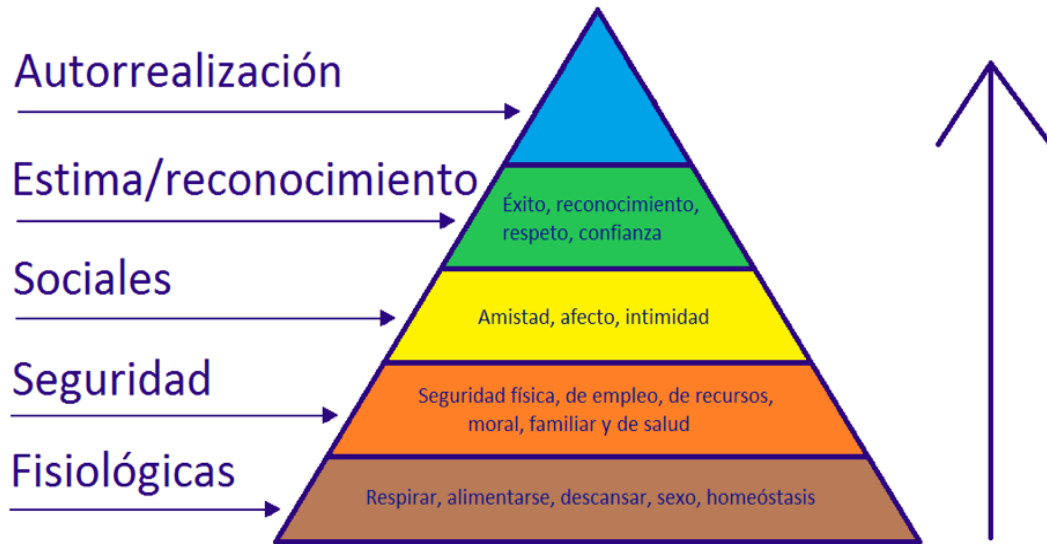 Autorrealización
Estima/reconocimiento
Éxito, reconocimiento,
respeto, confianza
Sociales
Amistad, afecto, intimidad
Seguridad
Seguridad física, de empleo, de recursos,
moral, familiar y de salud
Fisiológicas
Respirar, alimentarse, descansar, sexo, homeóstasis